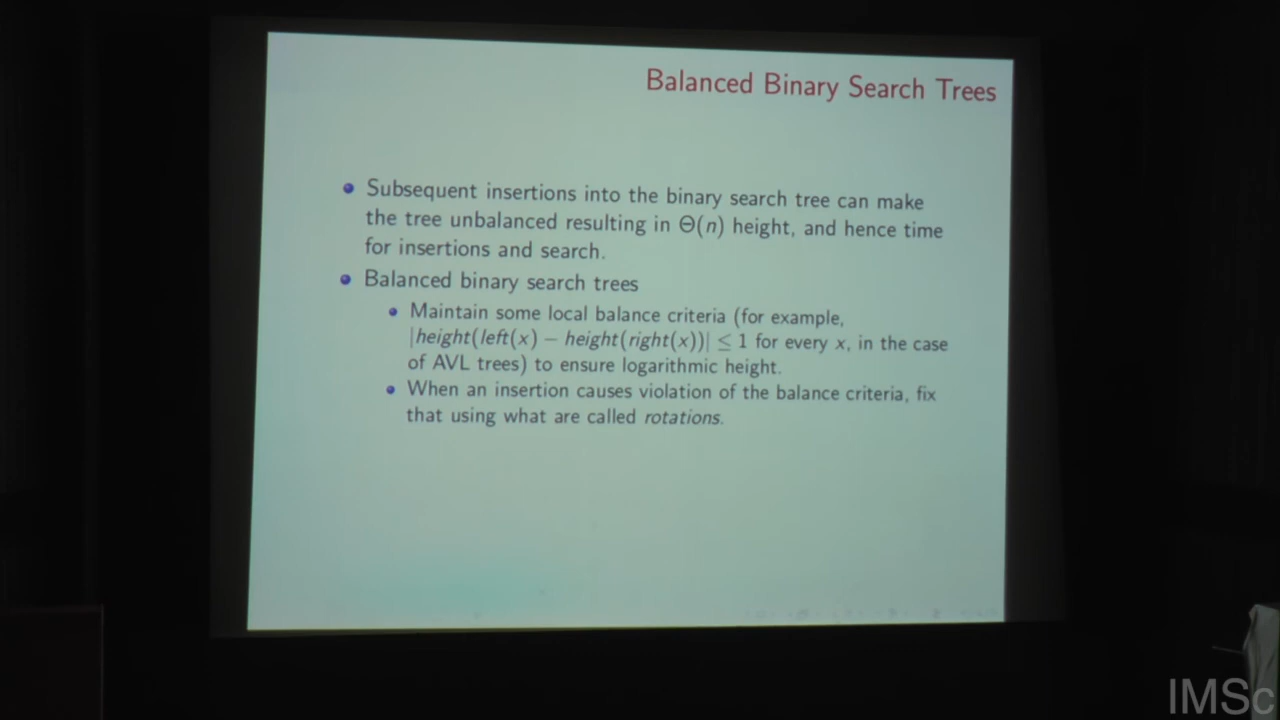 Balanced Binary Search Trees
Subsequent insertions into the binary search tree can make
the tree unbalanced resulting in Θ(n) height, and hence time
for insertions and search.
Balanced binary search trees
Maintain some local balance criteria (for example,
|height(left(x) − height(right(x))| ≤ 1 for every x, in the case
of AVL trees) to ensure logarithmic height.
When an insertion causes violation of the balance criteria, fix
that using what are called rotations.
IMSc